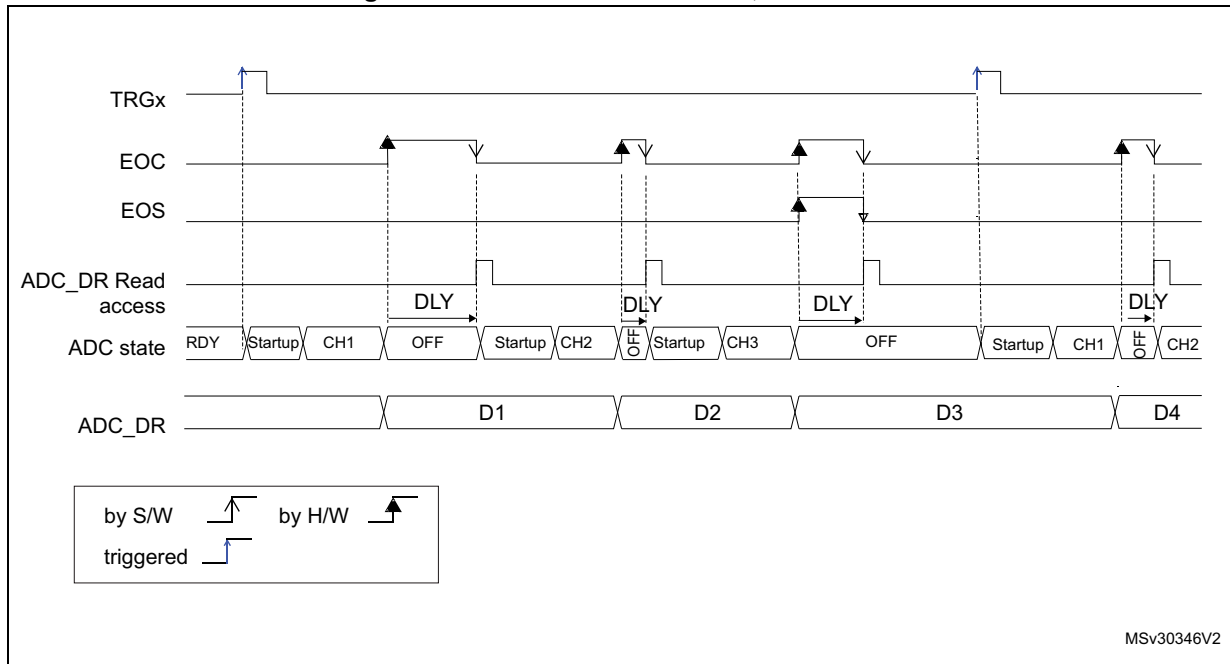 TRGx
EOC
EOS
ADC_DR Read
access
DLY DLY DLY DLY
ADC state RDY Startup CH1 OFF Startup CH2 OFF Startup CH3 OFF Startup CH1 OFF CH2
ADC_DR D1 D2 D3 D4
by S/W by H/W
triggered
MSv30346V2